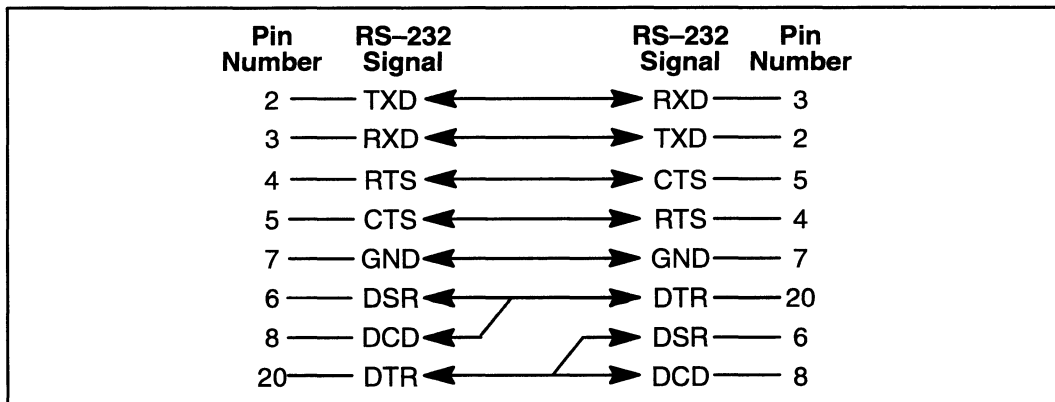 Pin Number RS–232 Signal RS–232 Signal Pin Number
2 TXD RXD 3
3 RXD TXD 2
4 RTS CTS 5
5 CTS RTS 4
7 GND GND 7
6 DSR DTR 20
8 DCD DSR 6
20 DTR DCD 8